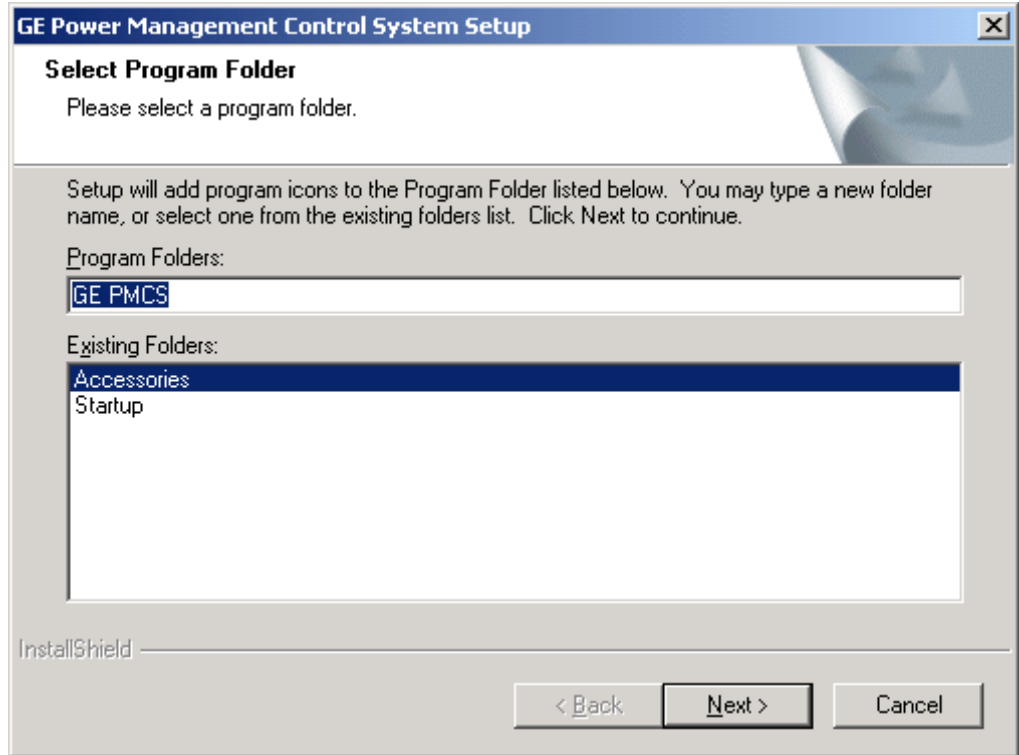 GE Power Management Control System Setup
Select Program Folder
Please select a program folder.
Setup will add program icons to the Program Folder listed below.  You may type a new folder
name, or select one from the existing folders list.  Click Next to continue.
Program Folders:
GE PMCS
Existing Folders:
Accessories
Startup
InstallShield
< Back
Next >
Cancel